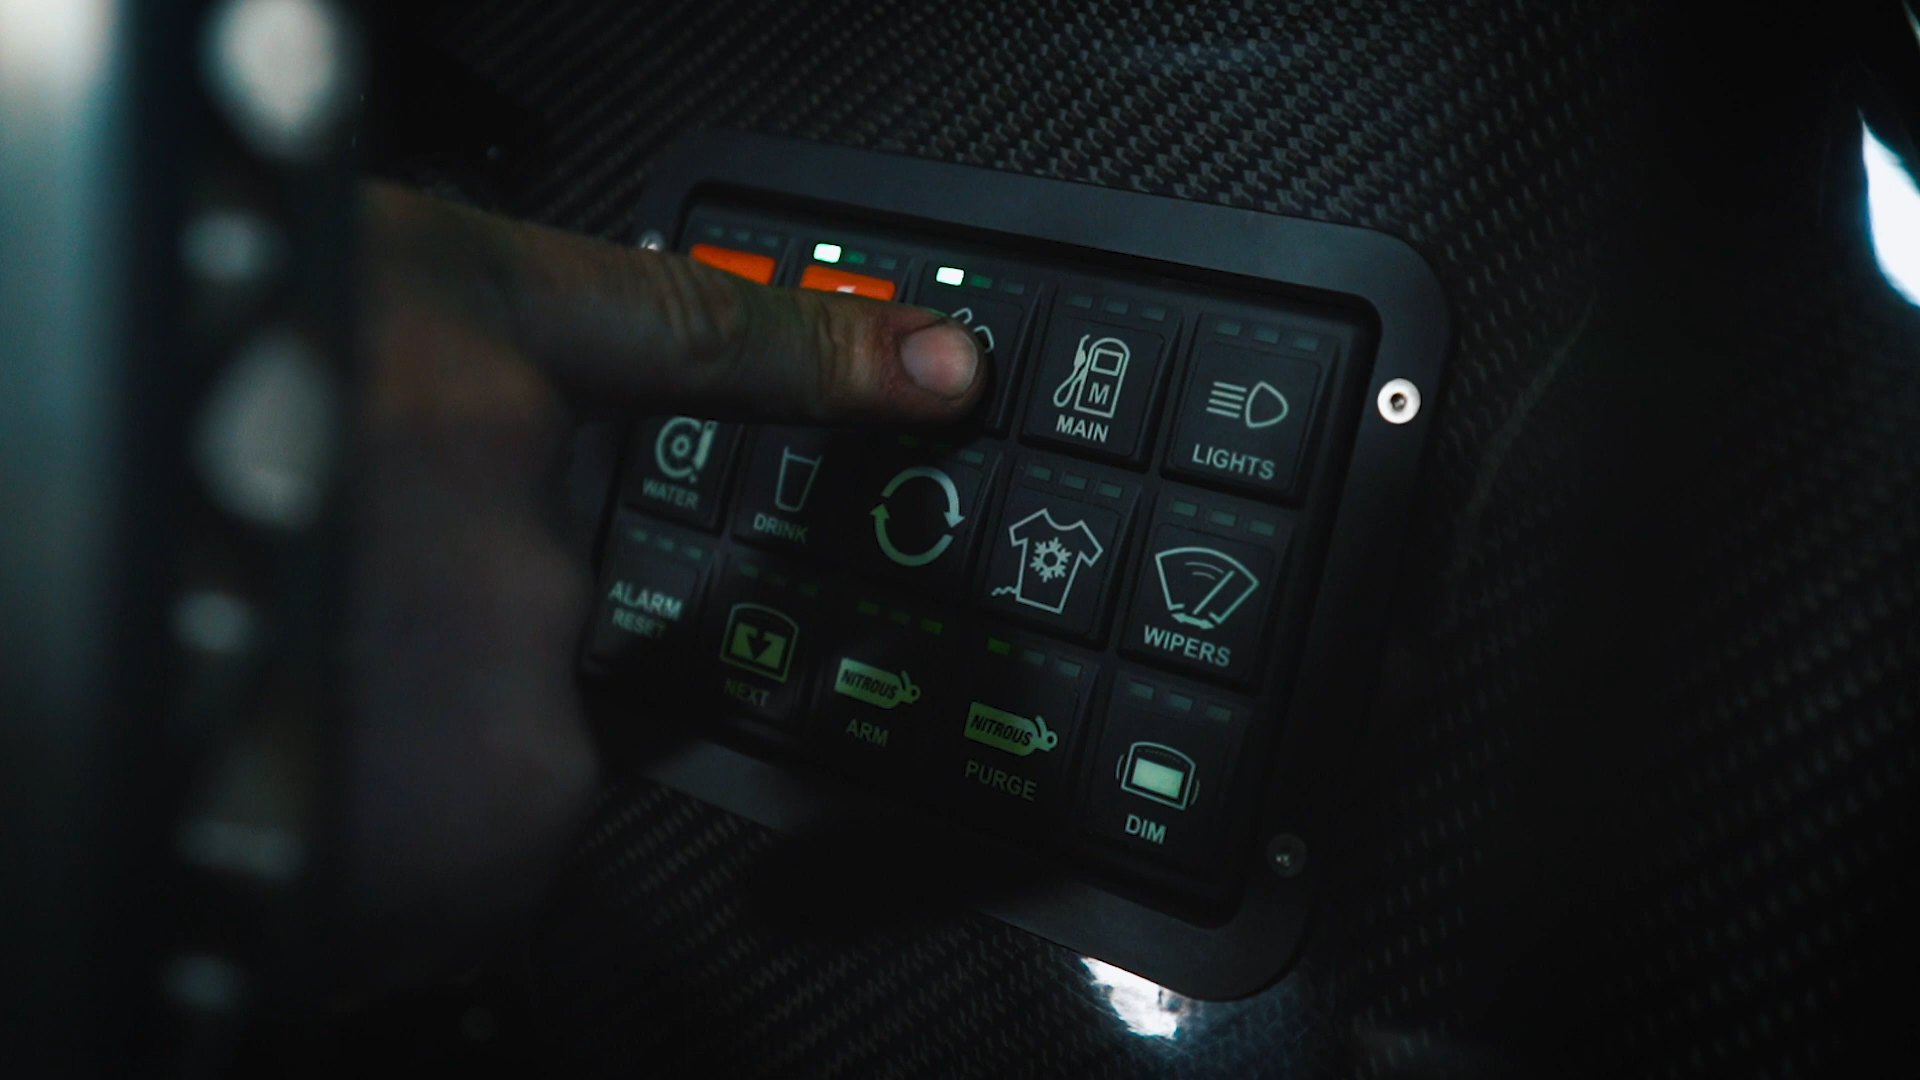 M
MAIN
LIGHTS
WATER
DRINK
WIPERS
ALARM
RESET
NEXT
NITROUS
ARM
NITROUS
PURGE
DIM